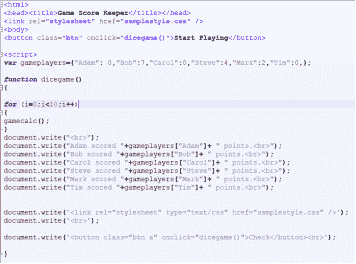 <html>
<head><title>Game Score Keeper</title></head>
<link rel="stylesheet" href="samplestyle.css" />
<body>
<button class="btn" onclick="dicegame()">Start Playing</button>
<script>
var gameplayers={"Adam": 0,"Bob":7,"Carol":0,"Steve":4,"Mark":2,"Tim":0,};
function dicegame()
{
for (i=0;i<10;i++)
{
gamecalc();
}
document.write("<br>");
document.write("Adam scored "+gameplayers["Adam"]+ " points.<br>");
document.write("Bob scored "+gameplayers["Bob"]+ " points.<br>");
document.write("Carol scored "+gameplayers["Carol"]+ " points.<br>");
document.write("Steve scored "+gameplayers["Steve"]+ " points.<br>");
document.write("Mark scored "+gameplayers["Mark"]+ " points.<br>");
document.write("Tim scored "+gameplayers["Tim"]+ " points.<br>");
document.write('<link rel="stylesheet" type="text/css" href="samplestyle.css" />');
document.write('<br>');
document.write('<button class="btn a" onclick="dicegame()">Check</button><br>');
}